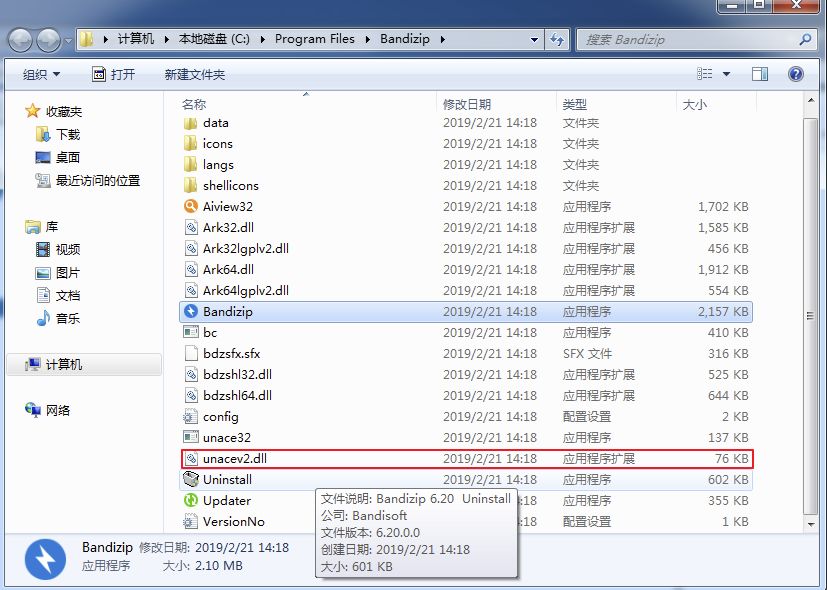 计算机 本地磁盘 (C:) Program Files Bandizip 搜索 Bandizip
组织 打开 新建文件夹
名称 修改日期 类型 大小
收藏夹
下载
桌面
最近访问的位置
库
视频
图片
文档
音乐
计算机
网络
data 2019/2/21 14:18 文件夹
icons 2019/2/21 14:18 文件夹
langs 2019/2/21 14:18 文件夹
shellicons 2019/2/21 14:18 文件夹
Aiview32 2019/2/21 14:18 应用程序 1,702 KB
Ark32.dll 2019/2/21 14:18 应用程序扩展 1,585 KB
Ark32lgplv2.dll 2019/2/21 14:18 应用程序扩展 456 KB
Ark64.dll 2019/2/21 14:18 应用程序扩展 1,912 KB
Ark64lgplv2.dll 2019/2/21 14:18 应用程序扩展 554 KB
Bandizip 2019/2/21 14:18 应用程序 2,157 KB
bc 2019/2/21 14:18 应用程序 410 KB
bdzsfx.sfx 2019/2/21 14:18 SFX 文件 316 KB
bdzshl32.dll 2019/2/21 14:18 应用程序扩展 525 KB
bdzshl64.dll 2019/2/21 14:18 应用程序扩展 644 KB
config 2019/2/21 14:18 配置设置 2 KB
unace32 2019/2/21 14:18 应用程序 137 KB
unacev2.dll 2019/2/21 14:18 应用程序扩展 76 KB
Uninstall 2019/2/21 14:18 应用程序 602 KB
Updater 2019/2/21 14:18 应用程序 355 KB
VersionNo 2019/2/21 14:18 配置设置 1 KB
文件说明: Bandizip 6.20 Uninstall
公司: Bandisoft
文件版本: 6.20.0.0
创建日期: 2019/2/21 14:18
大小: 601 KB
Bandizip 修改日期: 2019/2/21 14:18
应用程序 大小: 2.10 MB